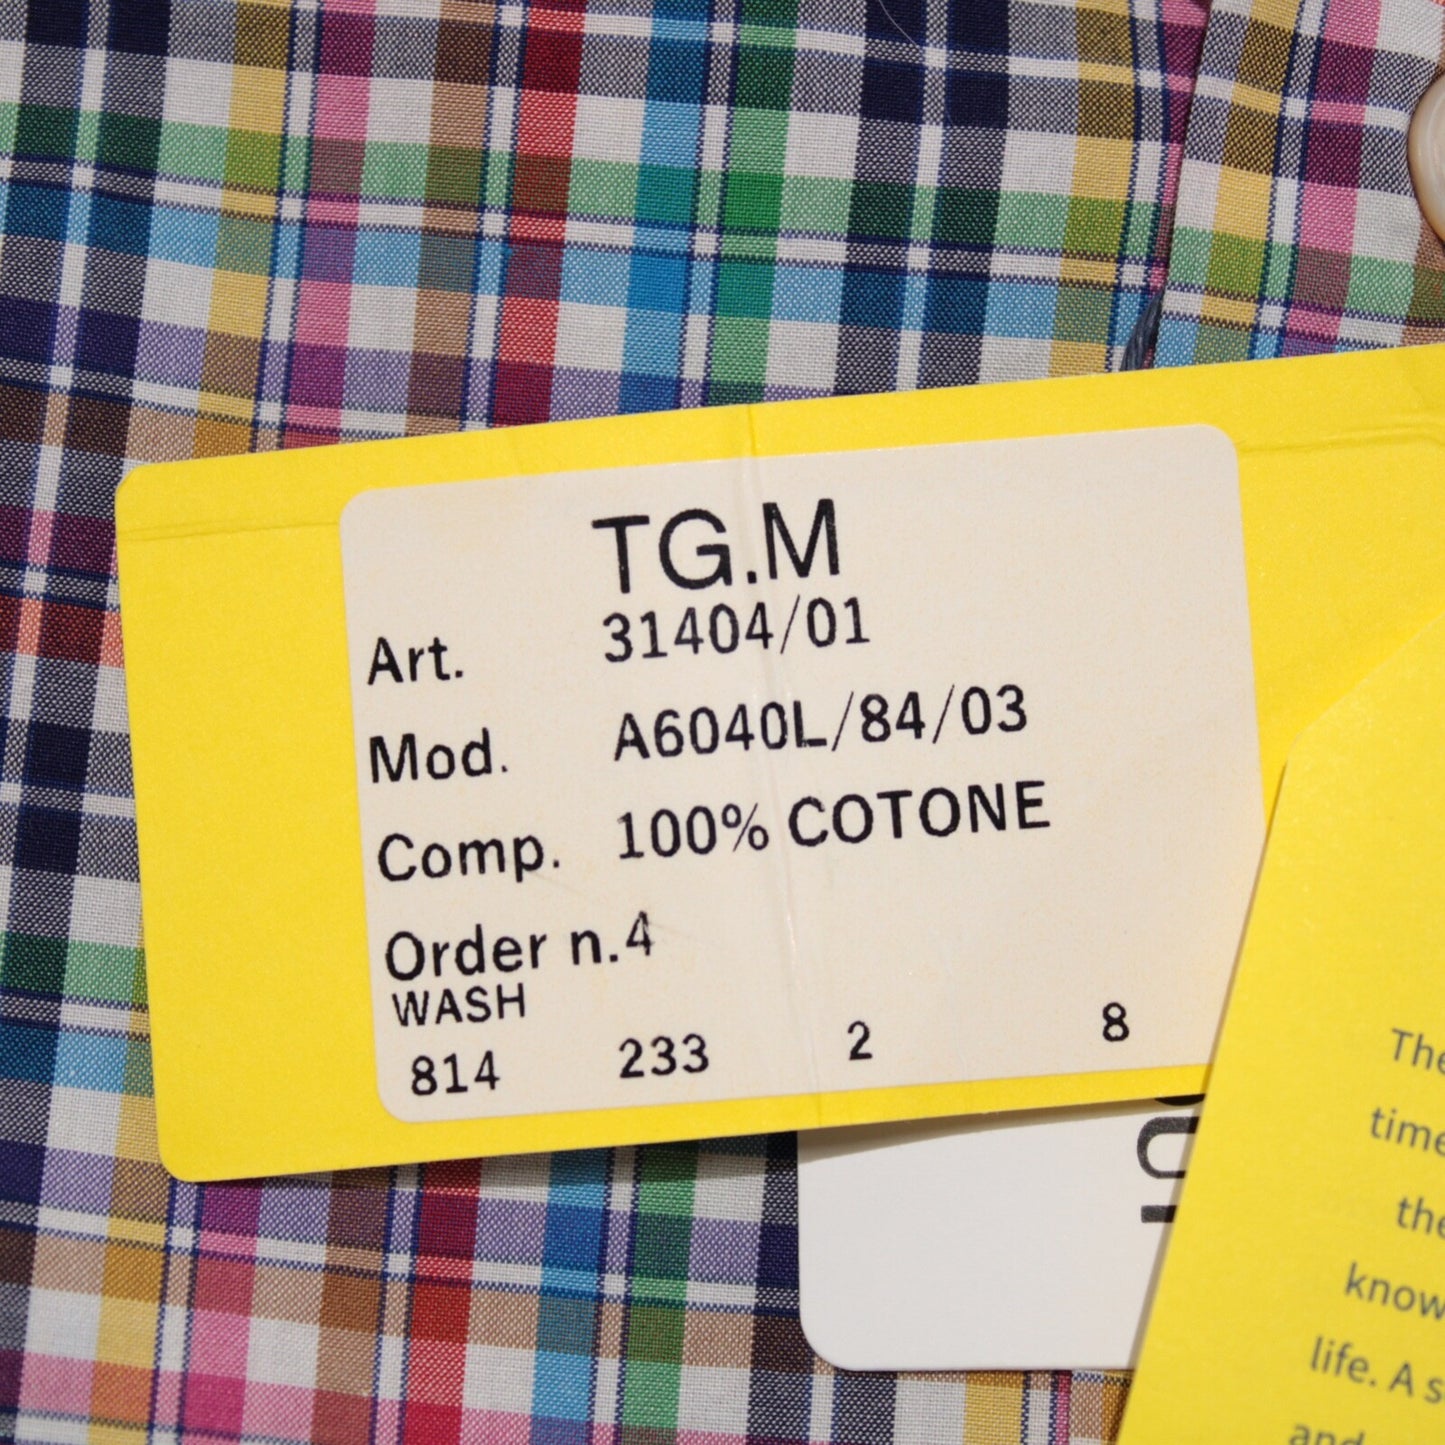 TG.M
Art. 31404/01
Mod. A6040L/84/03
Comp. 100% COTONE
Order n.4
WASH
814 233 2 8
The
time
the
know
life. A s
and